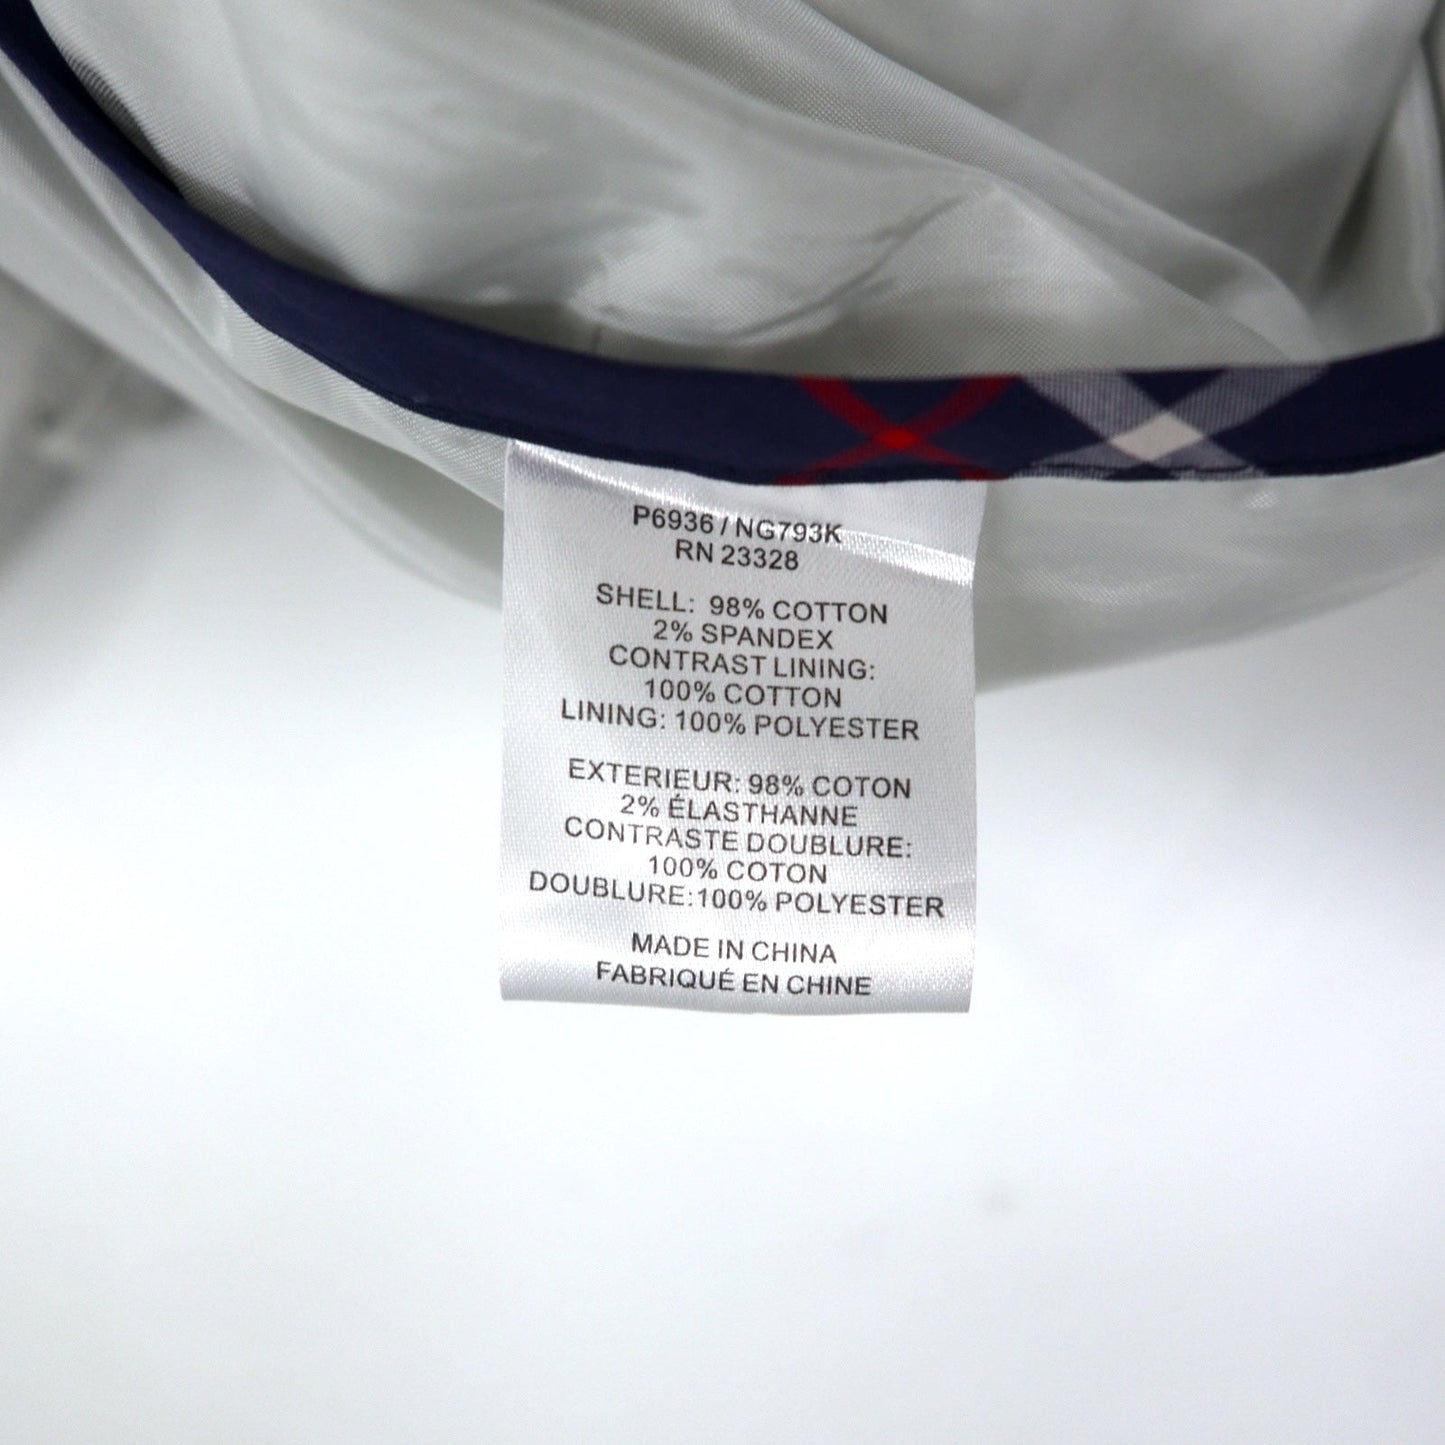 P6936 / NG793K
RN 23328
SHELL: 98% COTTON
2% SPANDEX
CONTRAST LINING:
100% COTTON
LINING: 100% POLYESTER
EXTERIEUR: 98% COTON
2% ÉLASTHANNE
CONTRASTE DOUBLURE:
100% COTON
DOUBLURE:100% POLYESTER
MADE IN CHINA
FABRIQUÉ EN CHINE